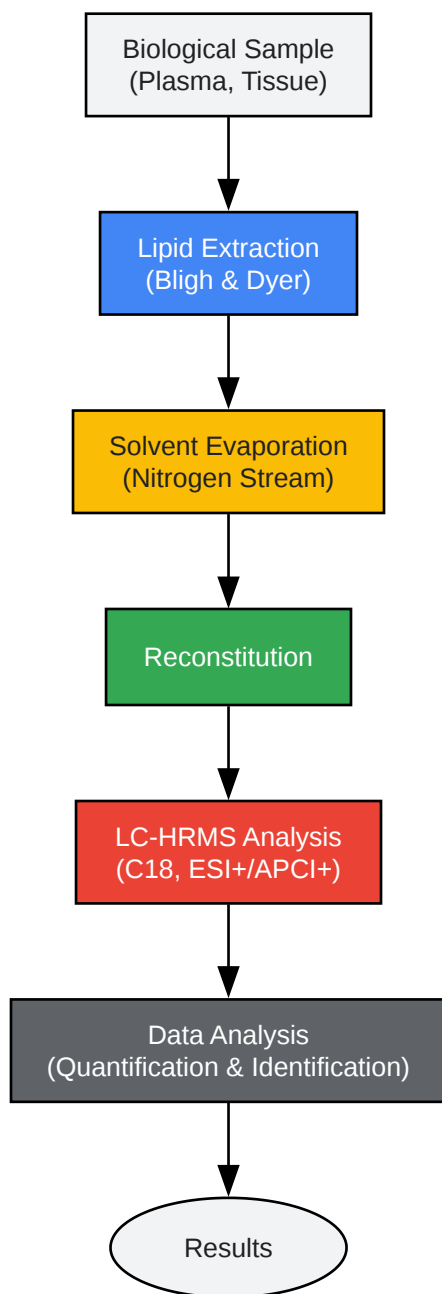 Biological Sample
(Plasma, Tissue)
Lipid Extraction
(Bligh & Dyer)
Solvent Evaporation
(Nitrogen Stream)
Reconstitution
LC-HRMS Analysis
(C18, ESI+/APCI+)
Data Analysis
(Quantification & Identification)
Results